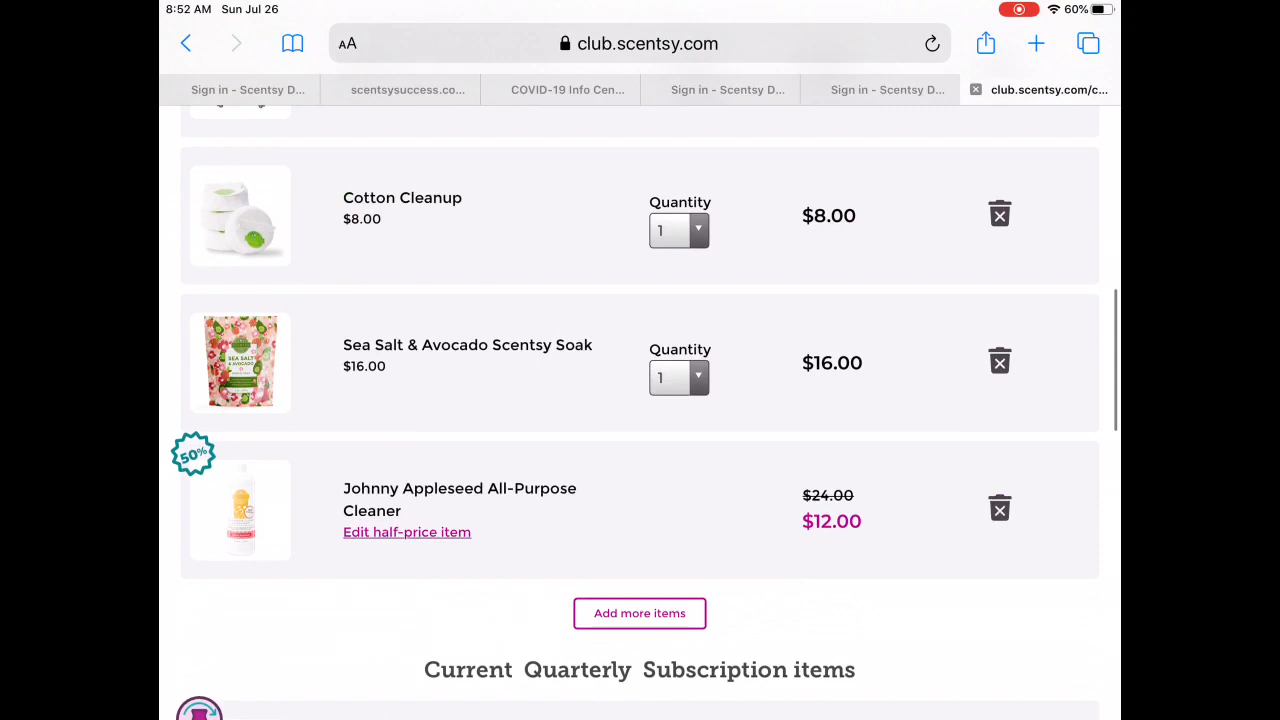 8:52 AM Sun Jul 26
60%
AA
club.scentsy.com
Sign in - Scentsy D...
scentsysuccess.co...
COVID-19 Info Cen...
Sign in - Scentsy D...
Sign in - Scentsy D...
club.scentsy.com/c...
Cotton Cleanup
$8.00
Quantity
1
$8.00
Sea Salt & Avocado Scentsy Soak
$16.00
Quantity
1
$16.00
SEA SALT
& AVOCADO
50%
Johnny Appleseed All-Purpose
Cleaner
Edit half-price item
$24.00
$12.00
Add more items
Current Quarterly Subscription items